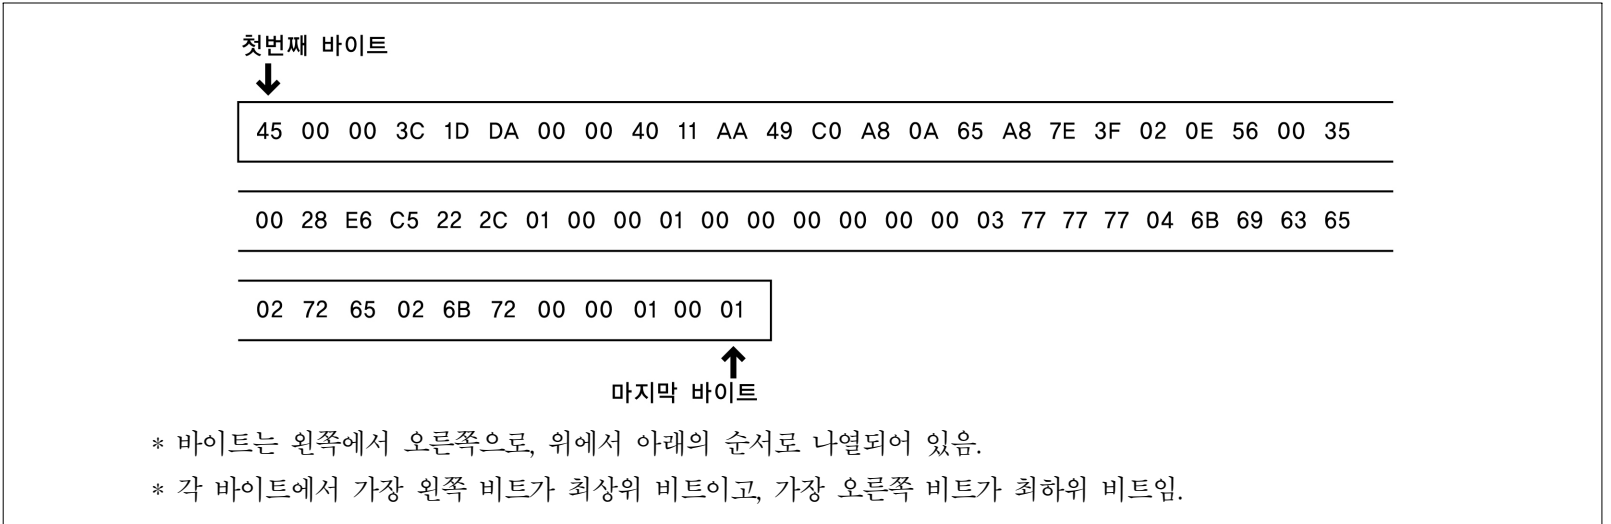 첫번째 바이트
45 00 00 3C 1D DA 00 00 40 11 AA 49 C0 A8 0A 65 A8 7E 3F 02 0E 56 00 35
00 28 E6 C5 22 2C 01 00 00 01 00 00 00 00 00 00 03 77 77 77 04 6B 69 63 65
02 72 65 02 6B 72 00 00 01 00 01
마지막 바이트
* 바이트는 왼쪽에서 오른쪽으로, 위에서 아래의 순서로 나열되어 있음.
* 각 바이트에서 가장 왼쪽 비트가 최상위 비트이고, 가장 오른쪽 비트가 최하위 비트임.